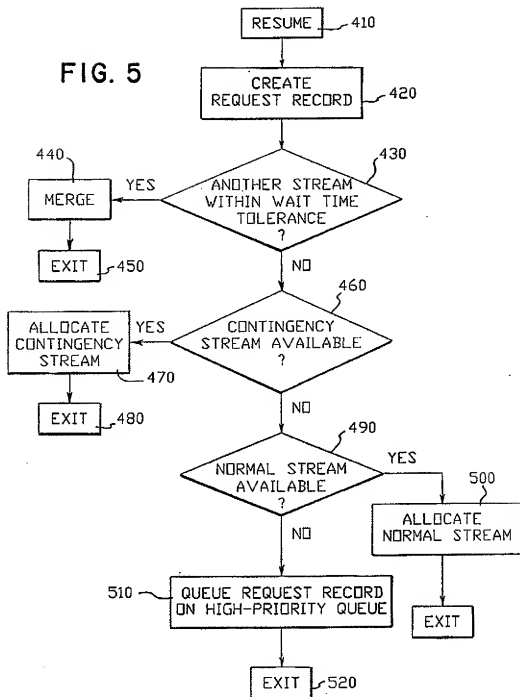 RESUME
410
FIG. 5
CREATE
REQUEST RECORD
420
430
440
YES
ANOTHER STREAM
WITHIN WAIT TIME
TOLERANCE
?
MERGE
EXIT
450
NO
460
ALLOCATE
CONTINGENCY
STREAM
YES
CONTINGENCY
STREAM AVAILABLE
?
470
EXIT
480
NO
490
NORMAL STREAM
AVAILABLE
?
YES
500
ALLOCATE
NORMAL STREAM
NO
510
QUEUE REQUEST RECORD
ON HIGH-PRIORITY QUEUE
EXIT
EXIT
520